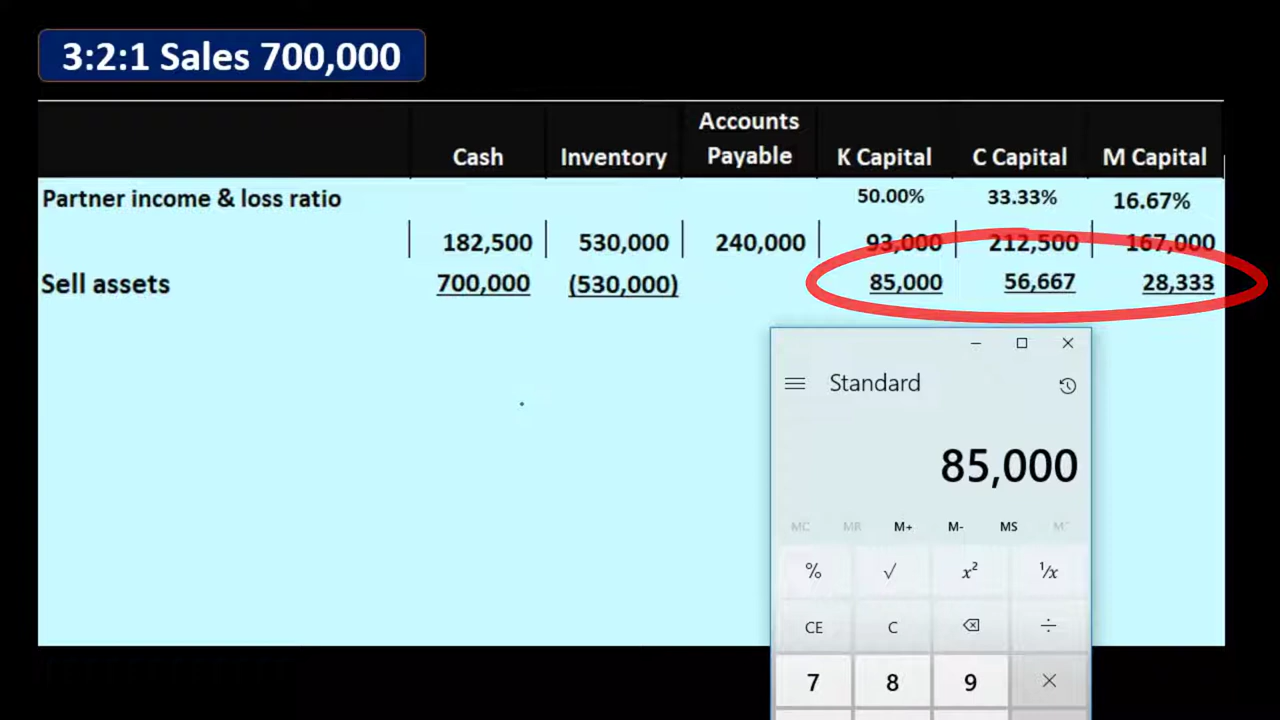 3:2:1 Sales 700,000
Cash Inventory Accounts Payable K Capital C Capital M Capital
Partner income & loss ratio 50.00% 33.33% 16.67%
182,500 530,000 240,000 93,000 212,500 167,000
Sell assets 700,000 (530,000) 85,000 56,667 28,333
Standard
85,000
MC MR M+ M- MS
% √ x² ¹/x
CE C ÷
7 8 9 ×